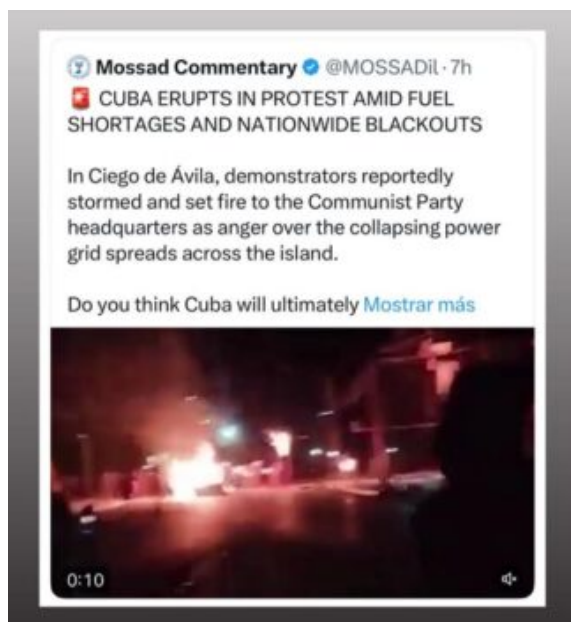 Mossad Commentary @MOSSADil · 7h
🚨 CUBA ERUPTS IN PROTEST AMID FUEL
SHORTAGES AND NATIONWIDE BLACKOUTS
In Ciego de Ávila, demonstrators reportedly
stormed and set fire to the Communist Party
headquarters as anger over the collapsing power
grid spreads across the island.
Do you think Cuba will ultimately Mostrar más
0:10